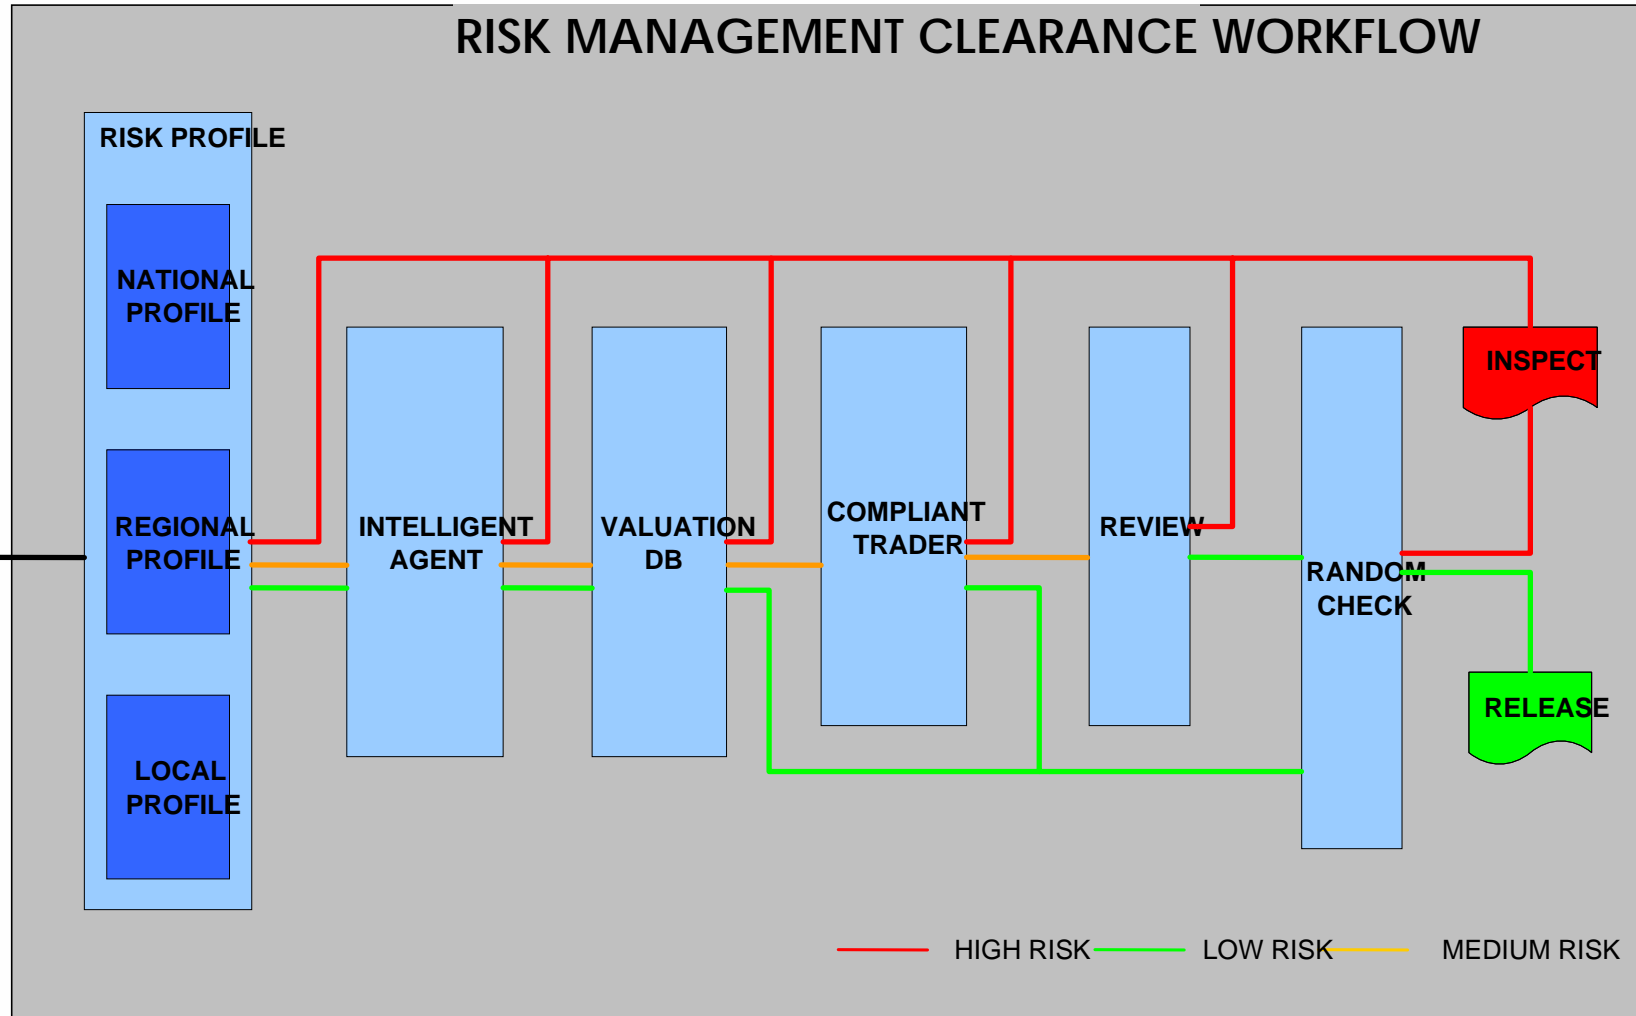 RISK MANAGEMENT CLEARANCE WORKFLOW
RISK PROFILE
NATIONAL
PROFILE
REGIONAL
PROFILE
LOCAL
PROFILE
INTELLIGENT
AGENT
VALUATION
DB
COMPLIANT
TRADER
REVIEW
RANDOM
CHECK
INSPECT
RELEASE
HIGH RISK
LOW RISK
MEDIUM RISK